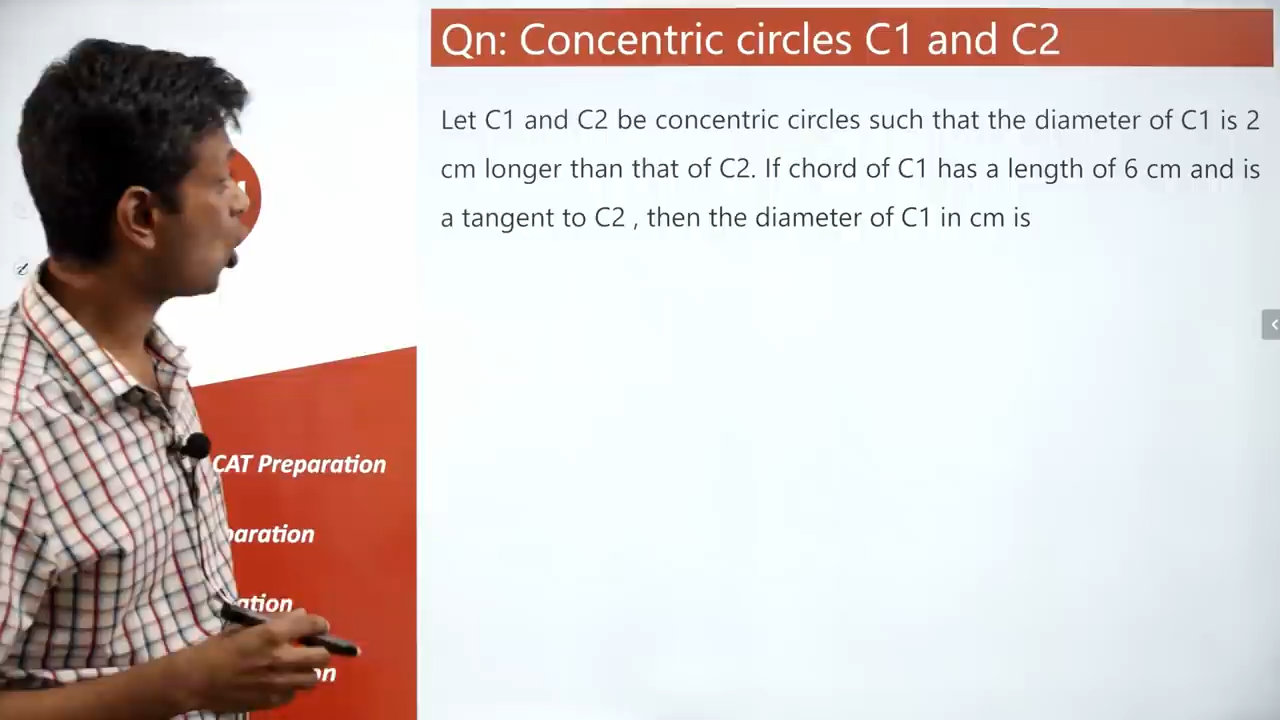 Qn: Concentric circles C1 and C2
Let C1 and C2 be concentric circles such that the diameter of C1 is 2
cm longer than that of C2. If chord of C1 has a length of 6 cm and is
a tangent to C2 , then the diameter of C1 in cm is
CAT Preparation